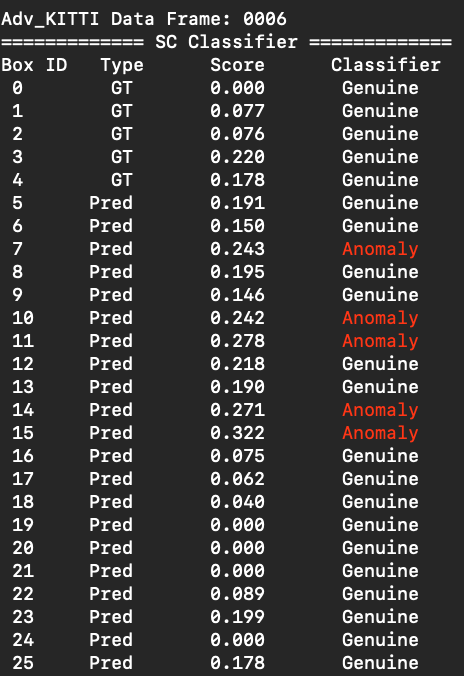 Adv_KITTI Data Frame: 0006
============= SC Classifier =============
Box ID Type Score Classifier
0 GT 0.000 Genuine
1 GT 0.077 Genuine
2 GT 0.076 Genuine
3 GT 0.220 Genuine
4 GT 0.178 Genuine
5 Pred 0.191 Genuine
6 Pred 0.150 Genuine
7 Pred 0.243 Anomaly
8 Pred 0.195 Genuine
9 Pred 0.146 Genuine
10 Pred 0.242 Anomaly
11 Pred 0.278 Anomaly
12 Pred 0.218 Genuine
13 Pred 0.190 Genuine
14 Pred 0.271 Anomaly
15 Pred 0.322 Anomaly
16 Pred 0.075 Genuine
17 Pred 0.062 Genuine
18 Pred 0.040 Genuine
19 Pred 0.000 Genuine
20 Pred 0.000 Genuine
21 Pred 0.000 Genuine
22 Pred 0.089 Genuine
23 Pred 0.199 Genuine
24 Pred 0.000 Genuine
25 Pred 0.178 Genuine